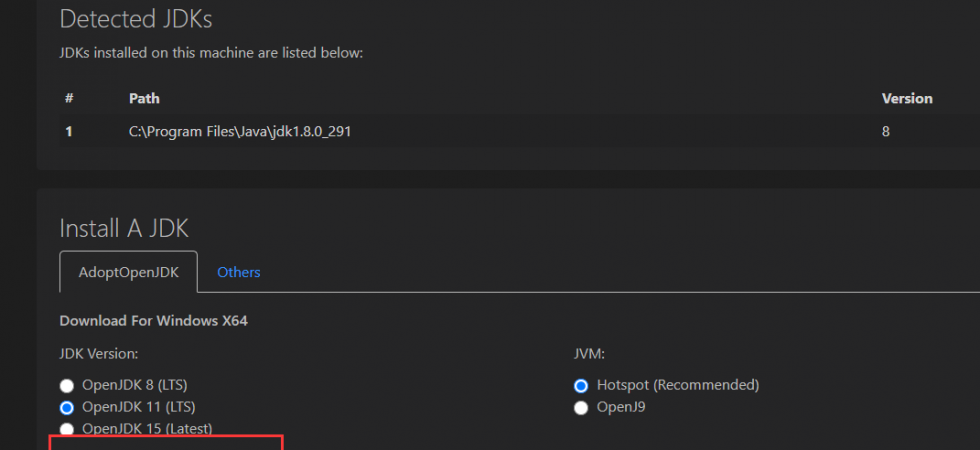 Detected JDKs
JDKs installed on this machine are listed below:
# Path Version
1 C:\Program Files\Java\jdk1.8.0_291 8
Install A JDK
AdoptOpenJDK Others
Download For Windows X64
JDK Version: JVM:
OpenJDK 8 (LTS) Hotspot (Recommended)
OpenJDK 11 (LTS) OpenJ9
OpenJDK 15 (Latest)